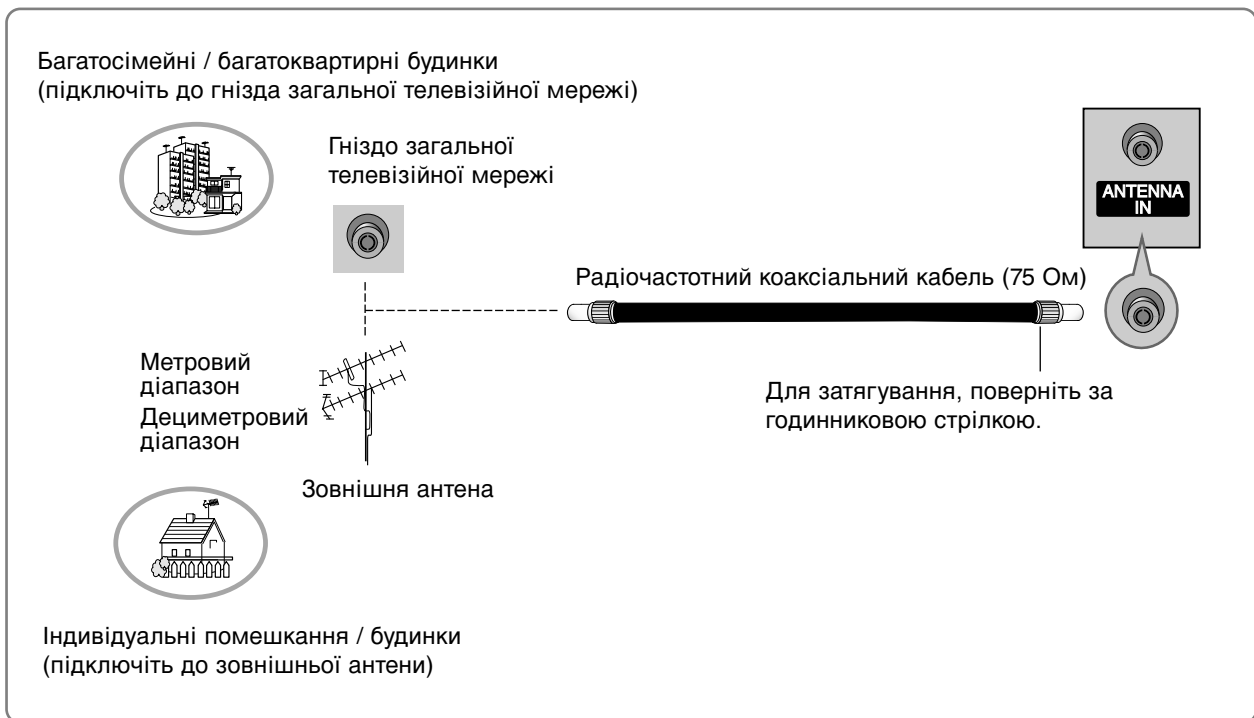 Багатосімейні / багатоквартирні будинки
(підключіть до гнізда загальної телевізійної мережі)
Гніздо загальної
телевізійної мережі
ANTENNA
IN
Радіочастотний коаксіальний кабель (75 Ом)
Метровий
діапазон
Дециметровий
діапазон
Для затягування, поверніть за
годинниковою стрілкою.
Зовнішня антена
Індивідуальні помешкання / будинки
(підключіть до зовнішньої антени)